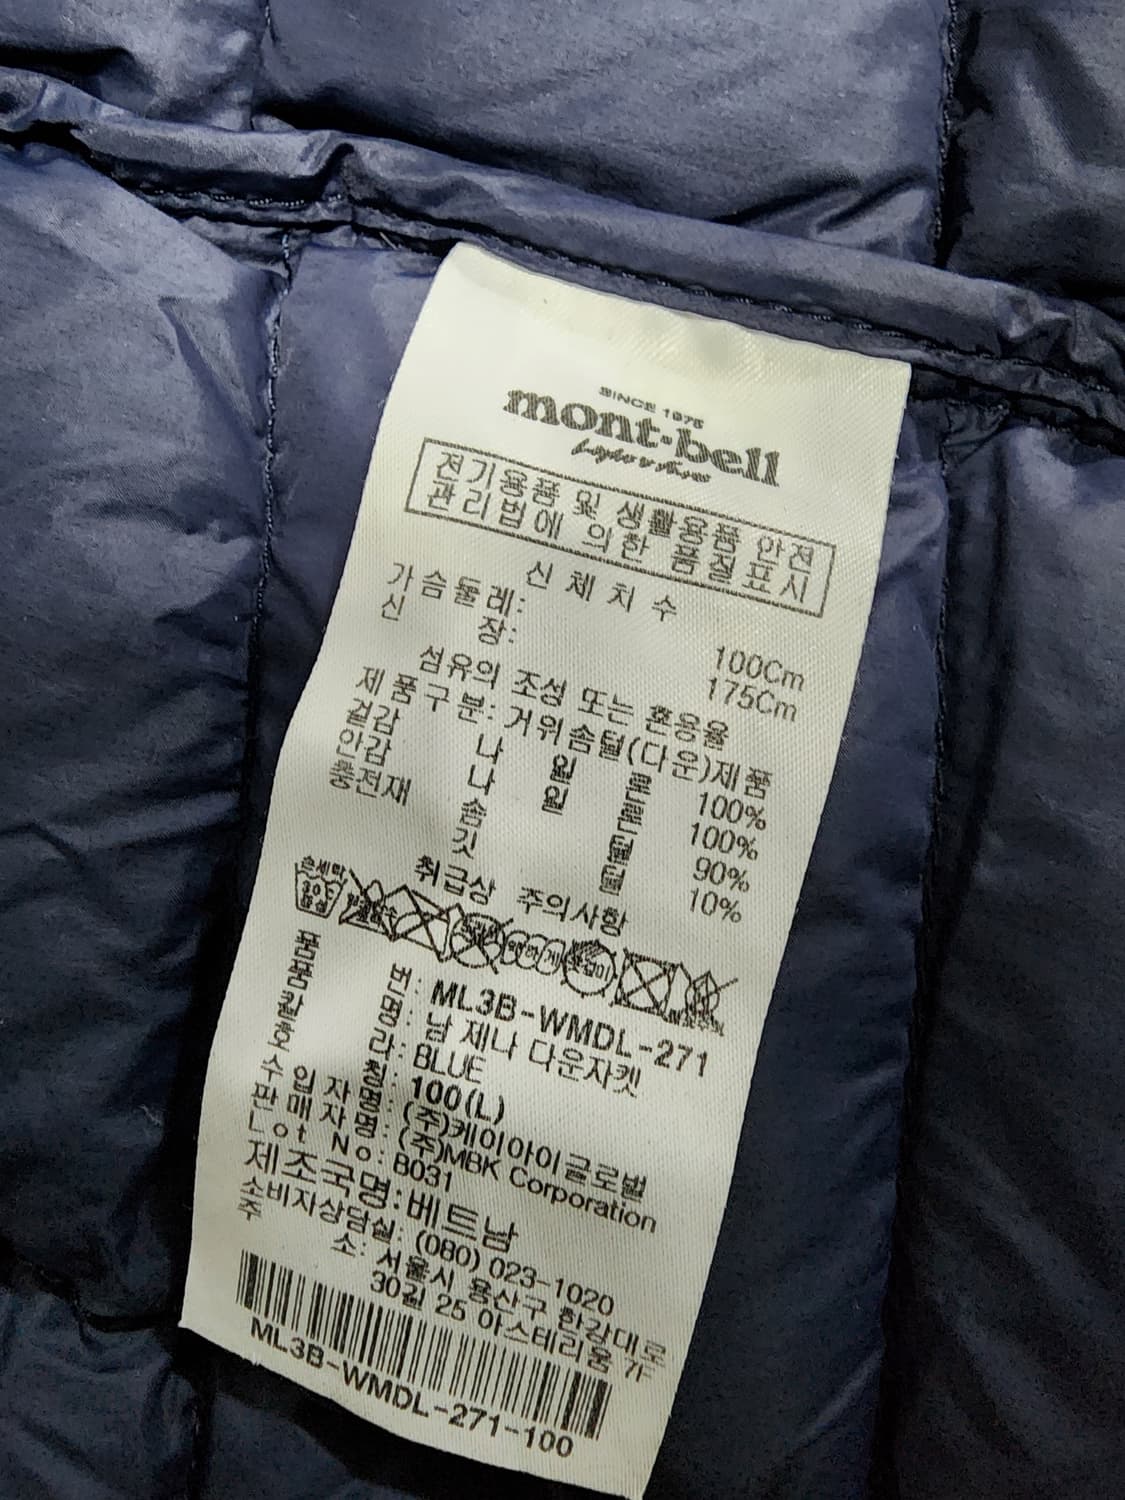 SINCE 1975
mont·bell
전기용품 및 생활용품 안전
관리법에 의한 품질표시
신체치수
가슴둘레: 100Cm
신 장: 175Cm
섬유의 조성 또는 혼용율
제품구분: 거위솜털(다운)제품
겉감 나일론 100%
안감 나일론 100%
충전재 솜털 90%
깃털 10%
취급상 주의사항
손세탁
품 번: ML3B-WMDL-271
품 명: 남 제나 다운자켓
칼 라: BLUE
호 칭: 100(L)
수입자명: (주)케이아이글로벌
판매자명: (주)MBK Corporation
Lot No: B031
제조국명: 베트남
소비자상담실: (080) 023-1020
주 소: 서울시 용산구 한강대로
30길 25 아스테리움
ML3B-WMDL-271-100